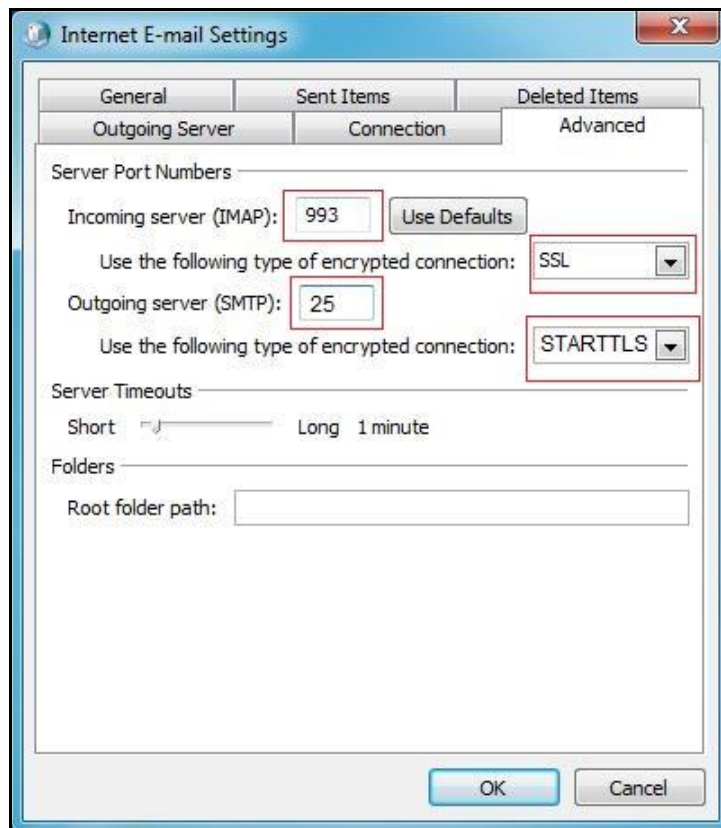 Internet E-mail Settings
General Sent Items Deleted Items
Outgoing Server Connection Advanced
Server Port Numbers
Incoming server (IMAP): 993 Use Defaults
Use the following type of encrypted connection: SSL
Outgoing server (SMTP): 25
Use the following type of encrypted connection: STARTTLS
Server Timeouts
Short Long 1 minute
Folders
Root folder path:
OK Cancel